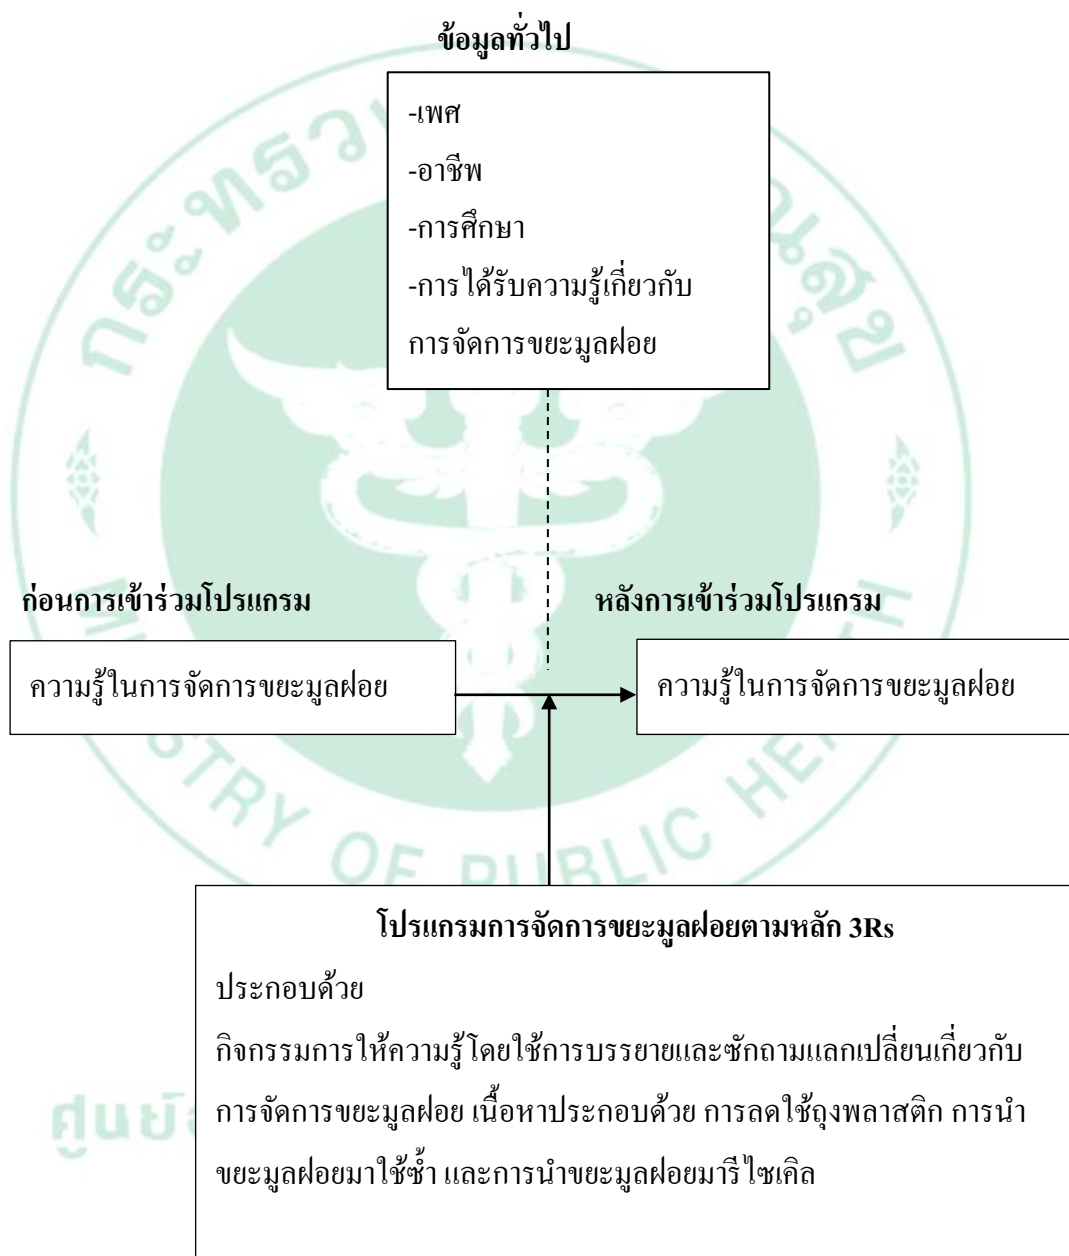 ข้อมูลทั่วไป
-เพศ
-อาชีพ
-การศึกษา
-การได้รับความรู้เกี่ยวกับ
การจัดการขยะมูลฝอย
ก่อนการเข้าร่วมโปรแกรม
หลังการเข้าร่วมโปรแกรม
ความรู้ในการจัดการขยะมูลฝอย
ความรู้ในการจัดการขยะมูลฝอย
โปรแกรมการจัดการขยะมูลฝอยตามหลัก 3Rs
ประกอบด้วย
กิจกรรมการให้ความรู้โดยใช้การบรรยายและซักถามแลกเปลี่ยนเกี่ยวกับ
การจัดการขยะมูลฝอย เนื้อหาประกอบด้วย การลดใช้ถุงพลาสติก การนำ
ขยะมูลฝอยมาใช้ซ้ำ และการนำขยะมูลฝอยมารีไซเคิล
OF PUBLIC
ศูนย์